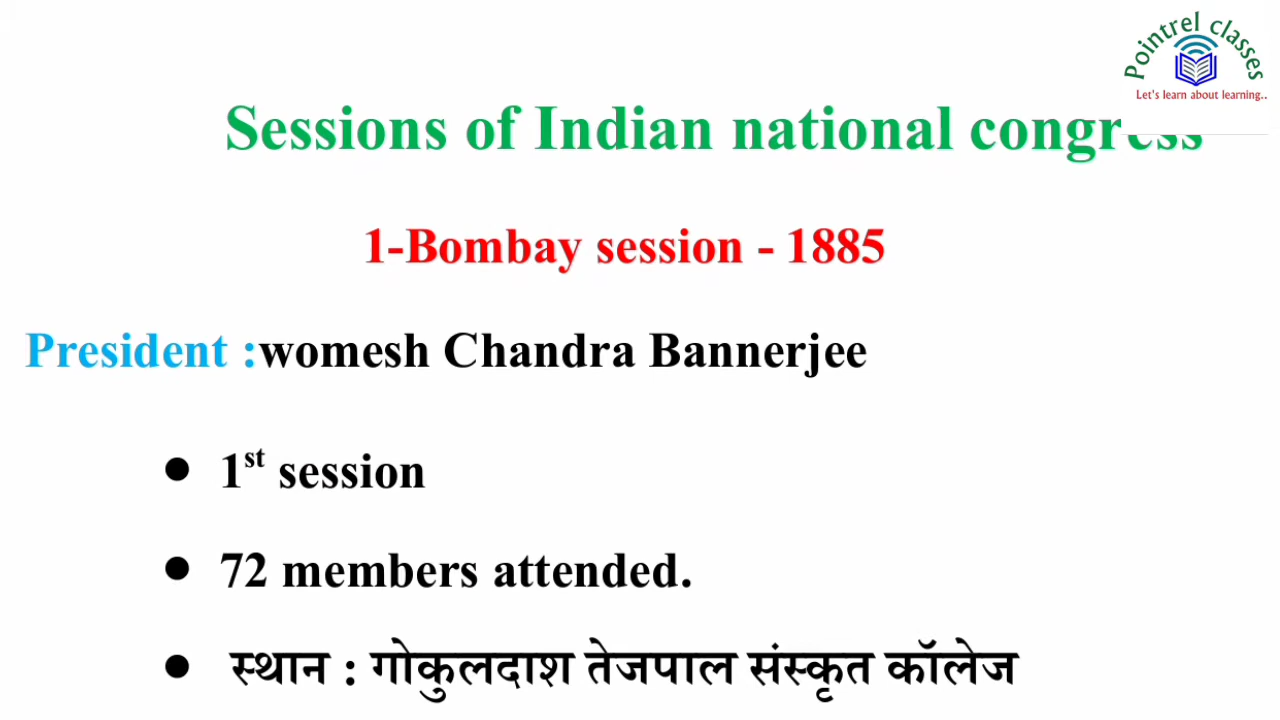 Pointrel classes
Let's learn about learning..
Sessions of Indian national congress
1-Bombay session - 1885
President :womesh Chandra Bannerjee
● 1st session
● 72 members attended.
● स्थान : गोकुलदाश तेजपाल संस्कृत कॉलेज